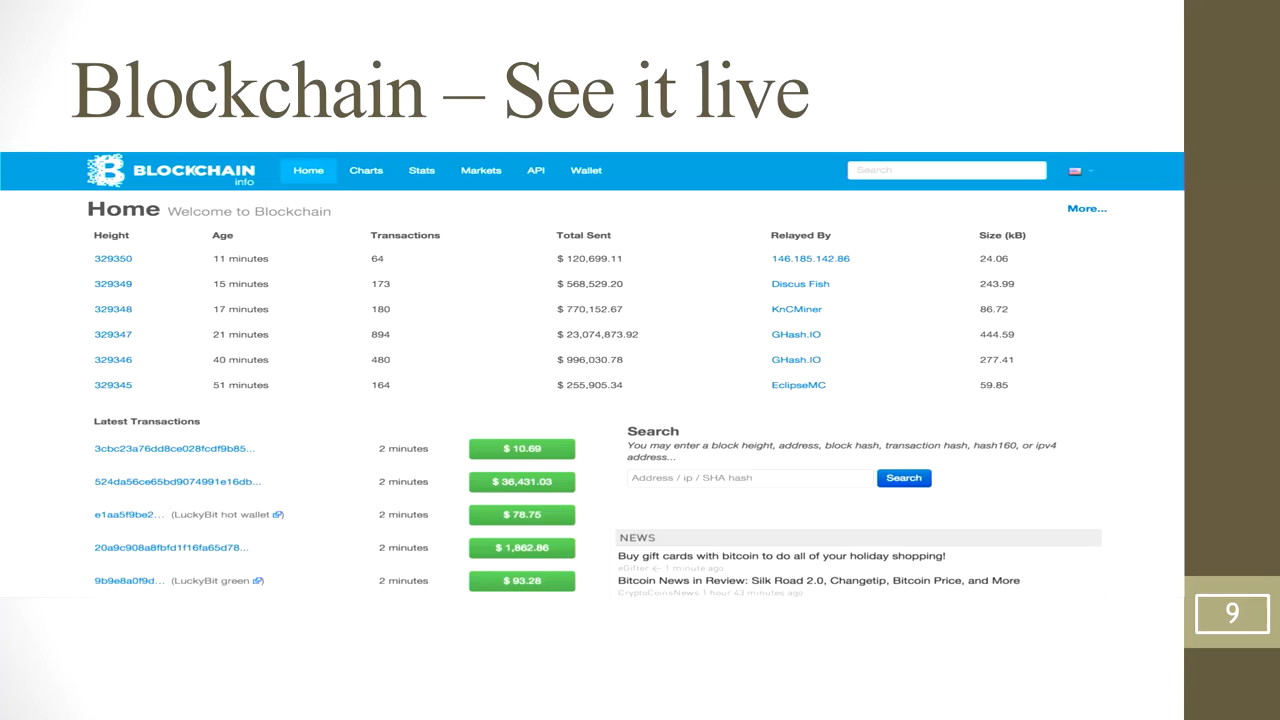 Blockchain – See it live
BLOCKCHAIN info Home Charts Stats Markets API Wallet Search
Home Welcome to Blockchain More...
Height Age Transactions Total Sent Relayed By Size (kB)
329350 11 minutes 64 $ 120,699.11 146.185.142.86 24.06
329349 15 minutes 173 $ 568,529.20 Discus Fish 243.99
329348 17 minutes 180 $ 770,152.67 KnCMiner 86.72
329347 21 minutes 894 $ 23,074,873.92 GHash.IO 444.59
329346 40 minutes 480 $ 996,030.78 GHash.IO 277.41
329345 51 minutes 164 $ 255,905.34 EclipseMC 59.85
Latest Transactions
3cbc23a76dd8ce028fcdf9b85... 2 minutes $ 10.69
524da56ce65bd9074991e16db... 2 minutes $ 36,431.03
e1aa5f9be2... (LuckyBit hot wallet) 2 minutes $ 78.75
20a9c908a8fbfd1f16fa65d78... 2 minutes $ 1,862.86
9b9e8a0f9d... (LuckyBit green) 2 minutes $ 93.28
Search
You may enter a block height, address, block hash, transaction hash, hash160, or ipv4
address...
Address / ip / SHA hash Search
NEWS
Buy gift cards with bitcoin to do all of your holiday shopping!
eGifter ← 1 minute ago
Bitcoin News in Review: Silk Road 2.0, Changetip, Bitcoin Price, and More
CryptoCoinsNews 1 hour 43 minutes ago
9